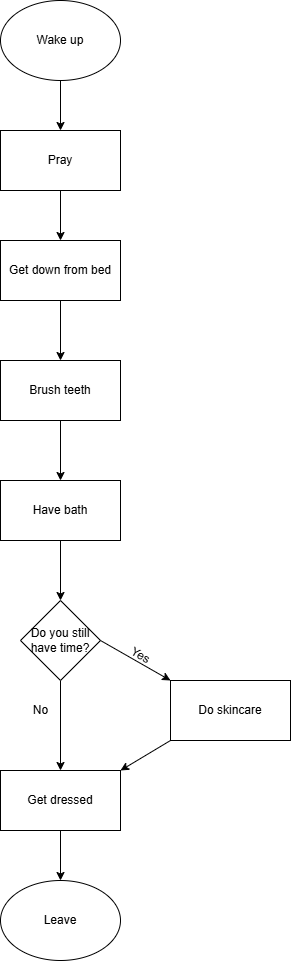 Wake up
Pray
Get down from bed
Brush teeth
Have bath
Do you still
have time?
Yes
No
Do skincare
Get dressed
Leave